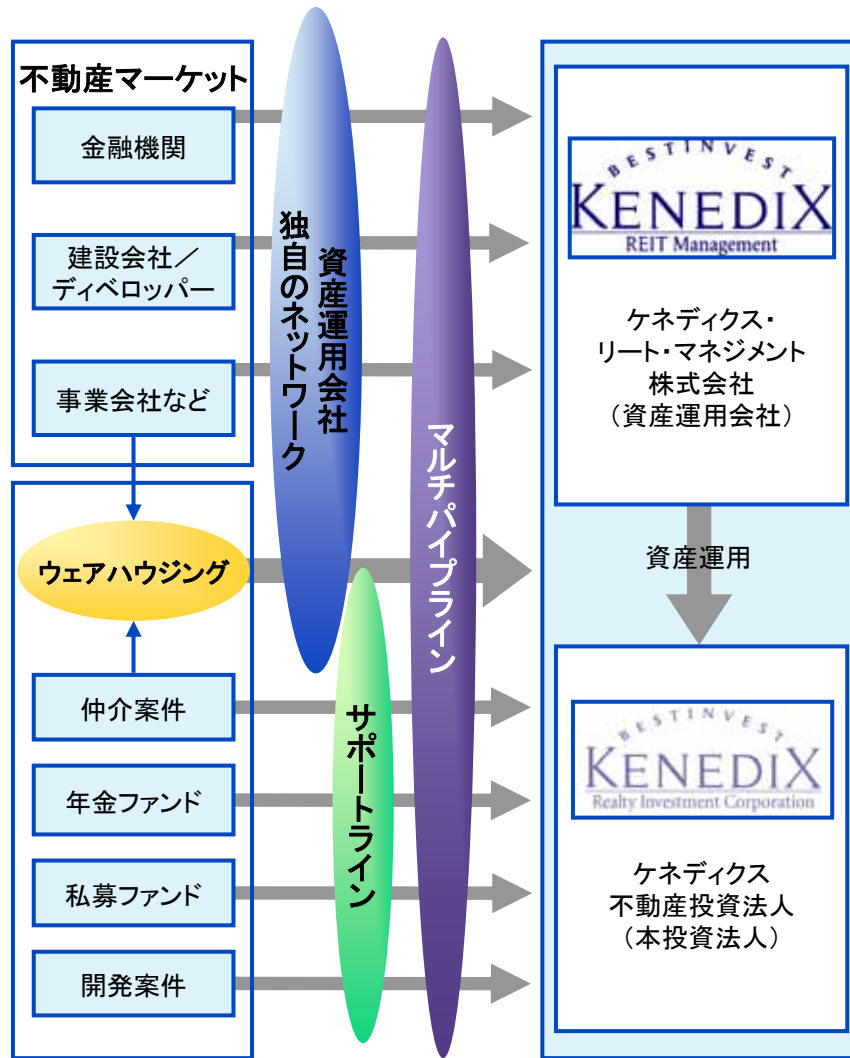 不動産マーケット
金融機関
建設会社／
ディベロッパー
事業会社など
ウェアハウジング
仲介案件
年金ファンド
私募ファンド
開発案件
資産運用会社
独自のネットワーク
サポートライン
マルチパイプライン
BESTINVEST
KENEDIX
REIT Management
ケネディクス・
リート・マネジメント
株式会社
（資産運用会社）
資産運用
BESTINVEST
KENEDIX
Realty Investment Corporation
ケネディクス
不動産投資法人
（本投資法人）